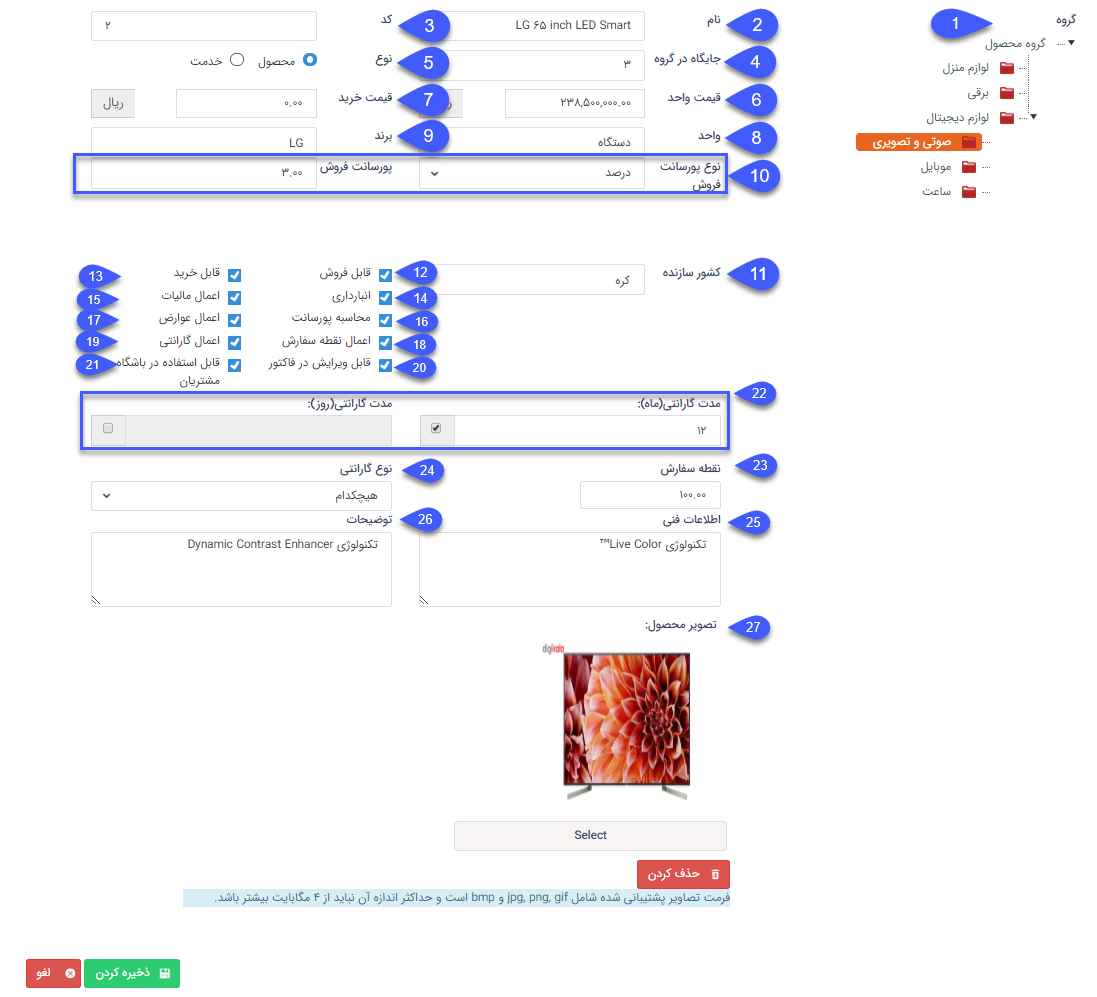 گروه
1
گروه محصول
لوازم منزل
برقی
لوازم دیجیتال
صوتی و تصویری
موبایل
ساعت
2
نام
LG ۶۵ inch LED Smart
3
کد
۲
4
جایگاه در گروه
۳
5
نوع
محصول
خدمت
6
قیمت واحد
۲۳۸,۵۰۰,۰۰۰.۰۰
7
قیمت خرید
۰.۰۰
ریال
8
واحد
دستگاه
9
برند
LG
10
نوع پورسانت
فروش
درصد
پورسانت فروش
۳.۰۰
11
کشور سازنده
کره
12
قابل فروش
13
قابل خرید
14
انبارداری
15
اعمال مالیات
16
محاسبه پورسانت
17
اعمال عوارض
18
اعمال نقطه سفارش
19
اعمال گارانتی
20
قابل ویرایش در فاکتور
21
قابل استفاده در باشگاه
مشتریان
22
مدت گارانتی(ماه):
۱۲
مدت گارانتی(روز):
23
نقطه سفارش
۱۰۰.۰۰
24
نوع گارانتی
هیچکدام
25
اطلاعات فنی
تکنولوژی Live Color™
26
توضیحات
تکنولوژی Dynamic Contrast Enhancer
27
تصویر محصول:
Select
حذف کردن
فرمت تصاویر پشتیبانی شده شامل jpg, png, gif و bmp است و حداکثر اندازه آن نباید از ۴ مگابایت بیشتر باشد.
ذخیره کردن
لغو